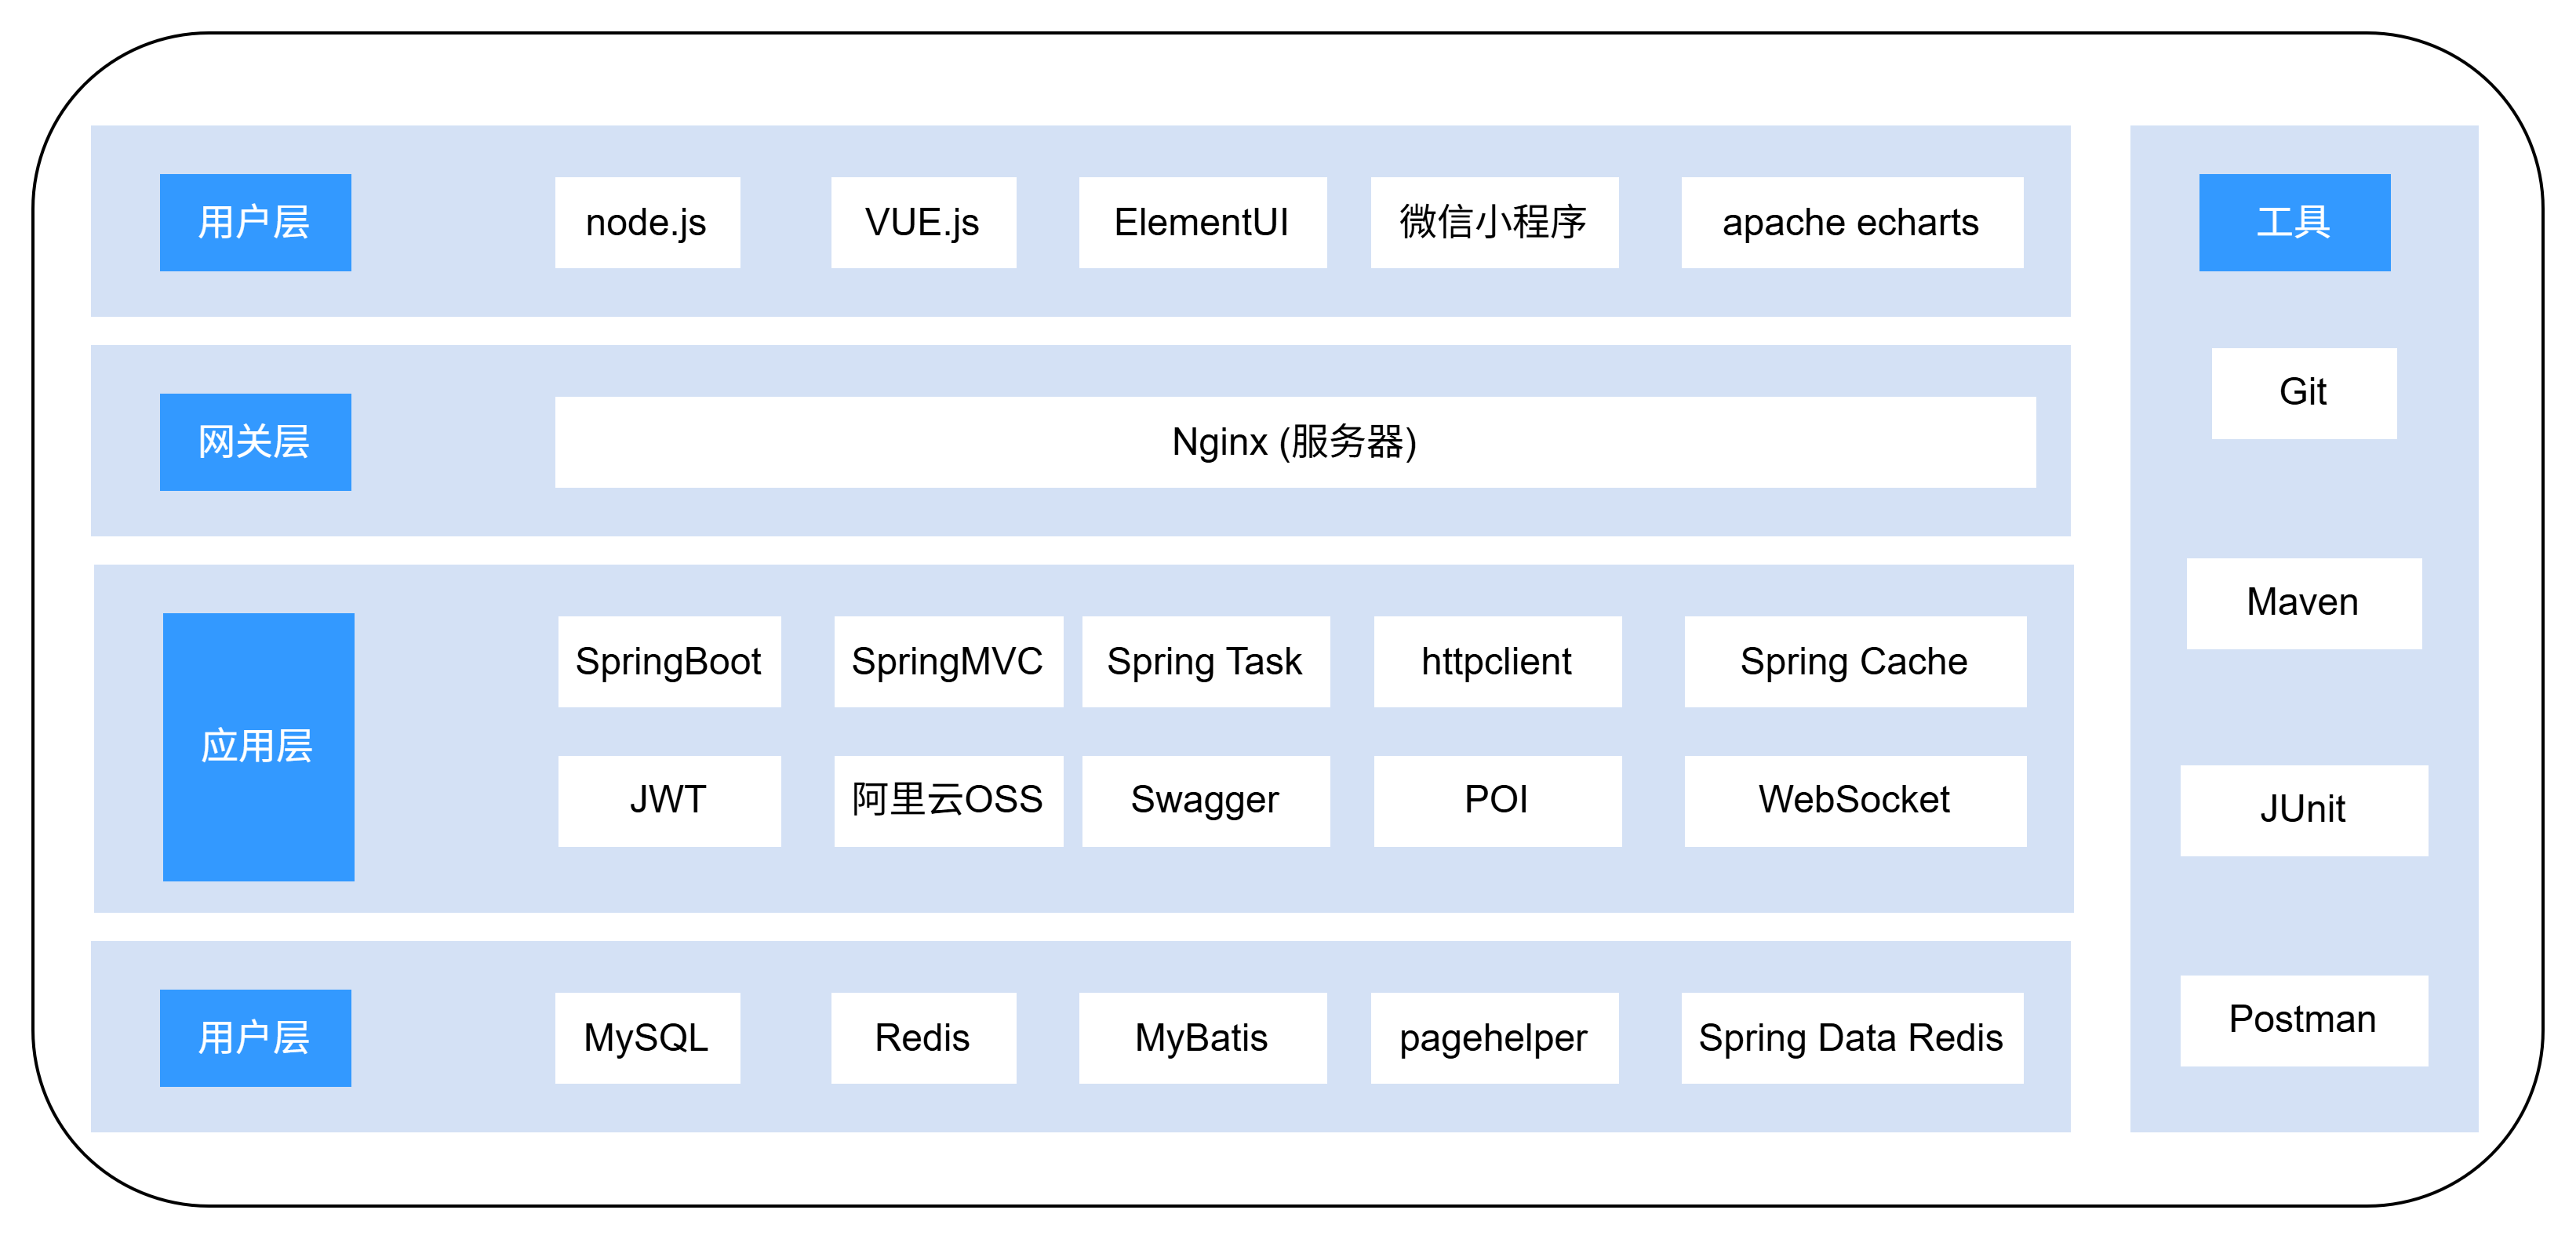 用户层
node.js
VUE.js
ElementUI
微信小程序
apache echarts
网关层
Nginx (服务器)
应用层
SpringBoot
SpringMVC
Spring Task
httpclient
Spring Cache
JWT
阿里云OSS
Swagger
POI
WebSocket
用户层
MySQL
Redis
MyBatis
pagehelper
Spring Data Redis
工具
Git
Maven
JUnit
Postman